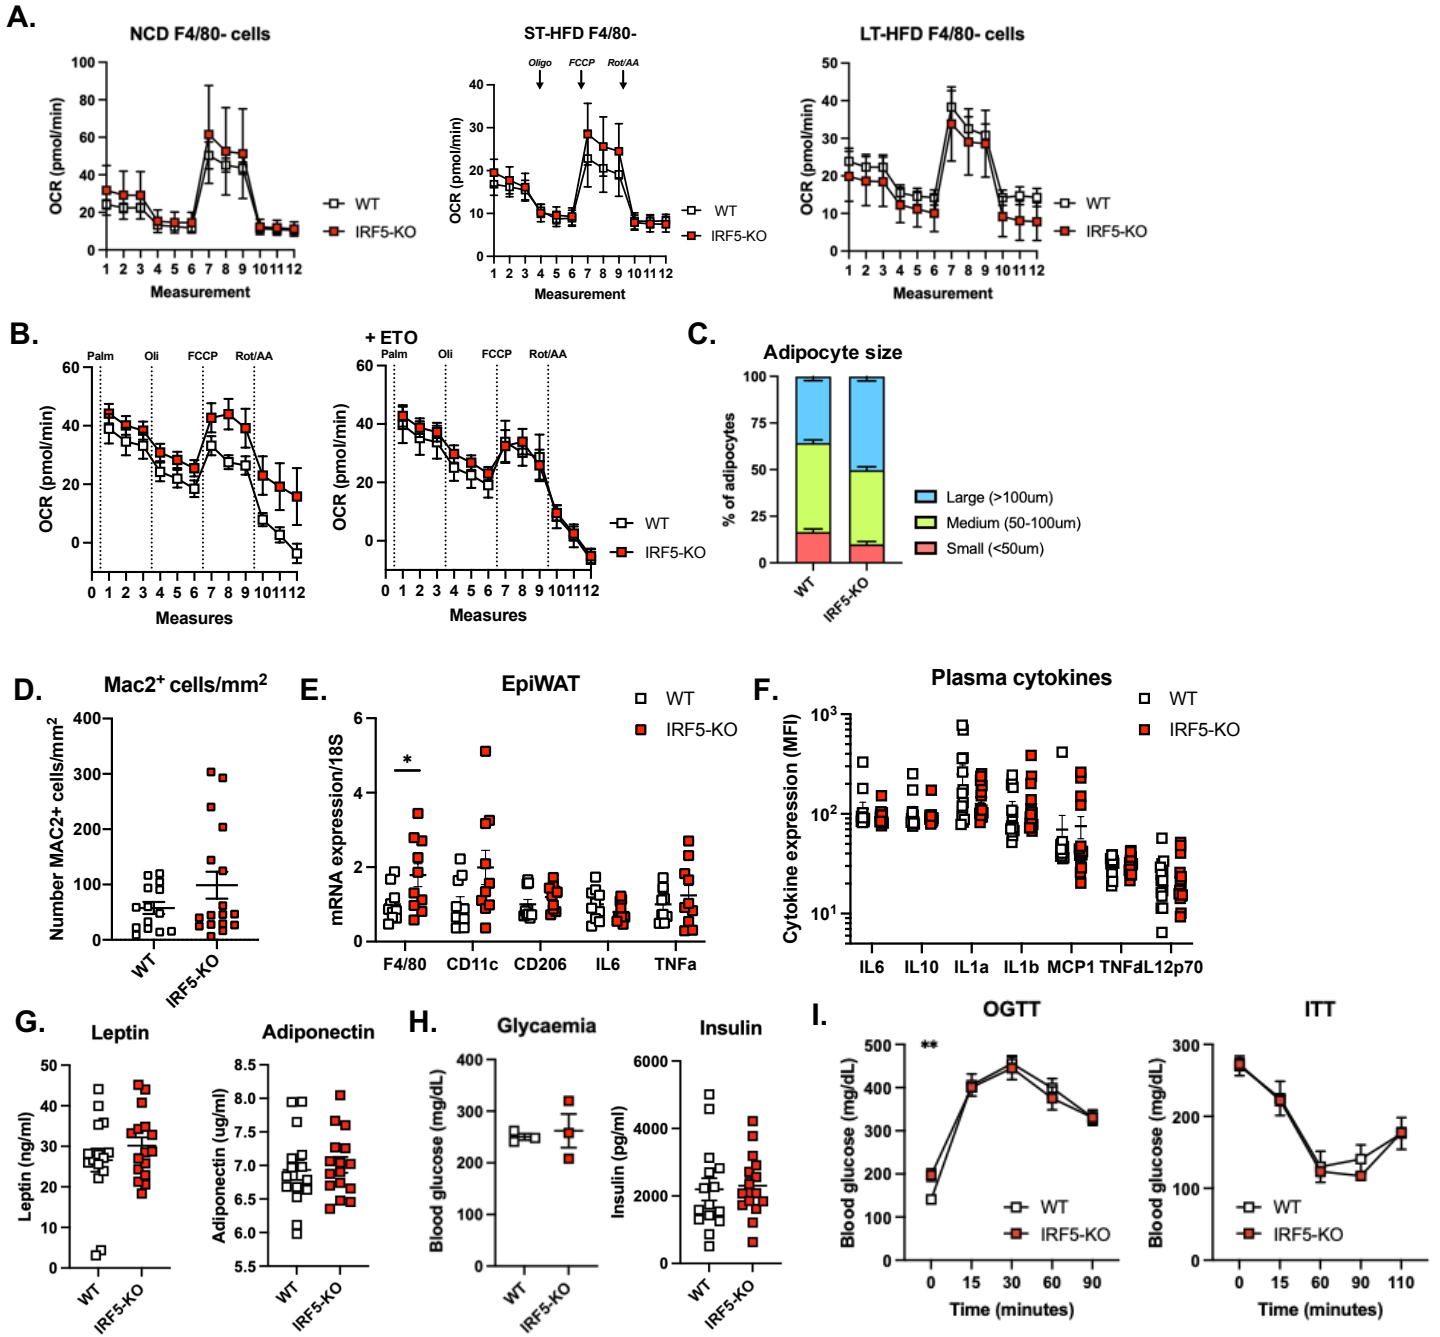 A.
NCD F4/80- cells
OCR (pmol/min)
100
80
60
40
20
0
1 2 3 4 5 6 7 8 9 10 11 12
Measurement
WT
IRF5-KO
ST-HFD F4/80-
Oligo FCCP Rot/AA
OCR (pmol/min)
40
30
20
10
0
1 2 3 4 5 6 7 8 9 10 11 12
Measurement
WT
IRF5-KO
LT-HFD F4/80- cells
OCR (pmol/min)
50
40
30
20
10
0
1 2 3 4 5 6 7 8 9 10 11 12
Measurement
WT
IRF5-KO
B.
Palm Oli FCCP Rot/AA
OCR (pmol/min)
60
40
20
0
0 1 2 3 4 5 6 7 8 9 10 11 12
Measures
+ ETO
Palm Oli FCCP Rot/AA
OCR (pmol/min)
60
40
20
0
0 1 2 3 4 5 6 7 8 9 10 11 12
Measures
WT
IRF5-KO
C.
Adipocyte size
% of adipocytes
100
75
50
25
0
WT
IRF5-KO
Large (>100um)
Medium (50-100um)
Small (<50um)
D.
Mac2+ cells/mm2
Number MAC2+ cells/mm2
400
300
200
100
0
WT
IRF5-KO
E.
EpiWAT
WT
IRF5-KO
mRNA expression/18S
6
4
2
0
*
F4/80 CD11c CD206 IL6 TNFa
F.
Plasma cytokines
WT
IRF5-KO
Cytokine expression (MFI)
103
102
101
IL6 IL10 IL1a IL1b MCP1 TNFa IL12p70
G.
Leptin
Leptin (ng/ml)
50
40
30
20
10
0
WT
IRF5-KO
Adiponectin
Adiponectin (ug/ml)
8.5
8.0
7.5
7.0
6.5
6.0
5.5
WT
IRF5-KO
H.
Glycaemia
Blood glucose (mg/dL)
400
300
200
100
0
WT
IRF5-KO
Insulin
Insulin (pg/ml)
6000
4000
2000
0
WT
IRF5-KO
I.
OGTT
Blood glucose (mg/dL)
500
400
300
200
100
0
**
WT
IRF5-KO
0 15 30 60 90
Time (minutes)
ITT
Blood glucose (mg/dL)
300
200
100
0
WT
IRF5-KO
0 15 60 90 110
Time (minutes)